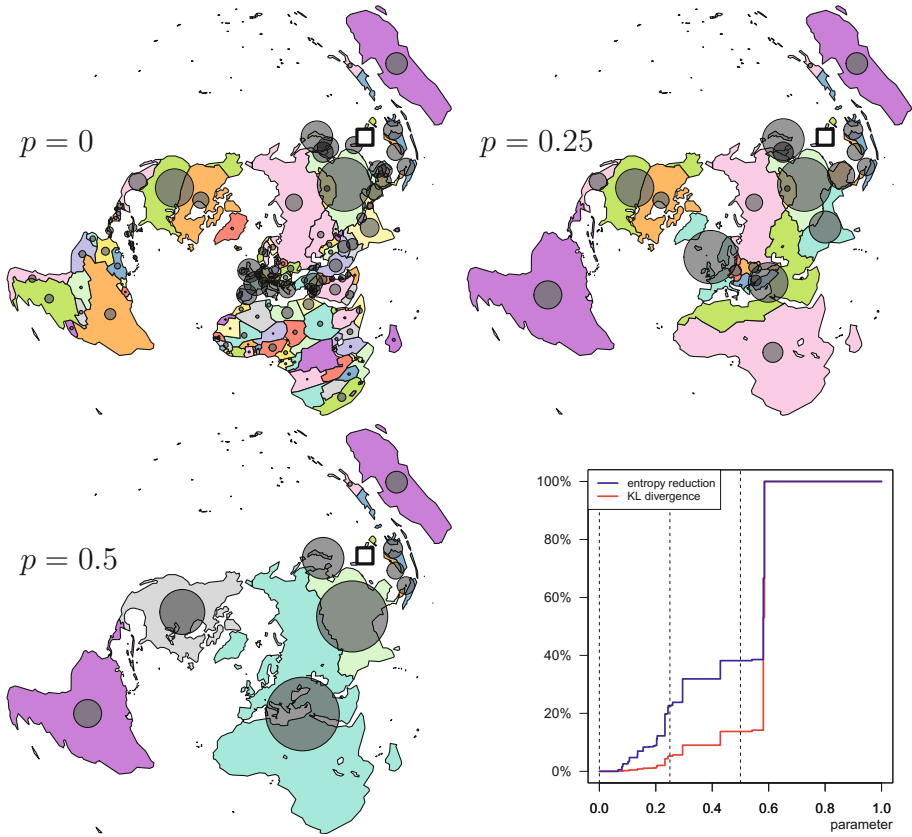 p = 0
p = 0.25
p = 0.5
entropy reduction
KL divergence
100%
80%
60%
40%
20%
0%
0.0 0.2 0.4 0.6 0.8 1.0
parameter